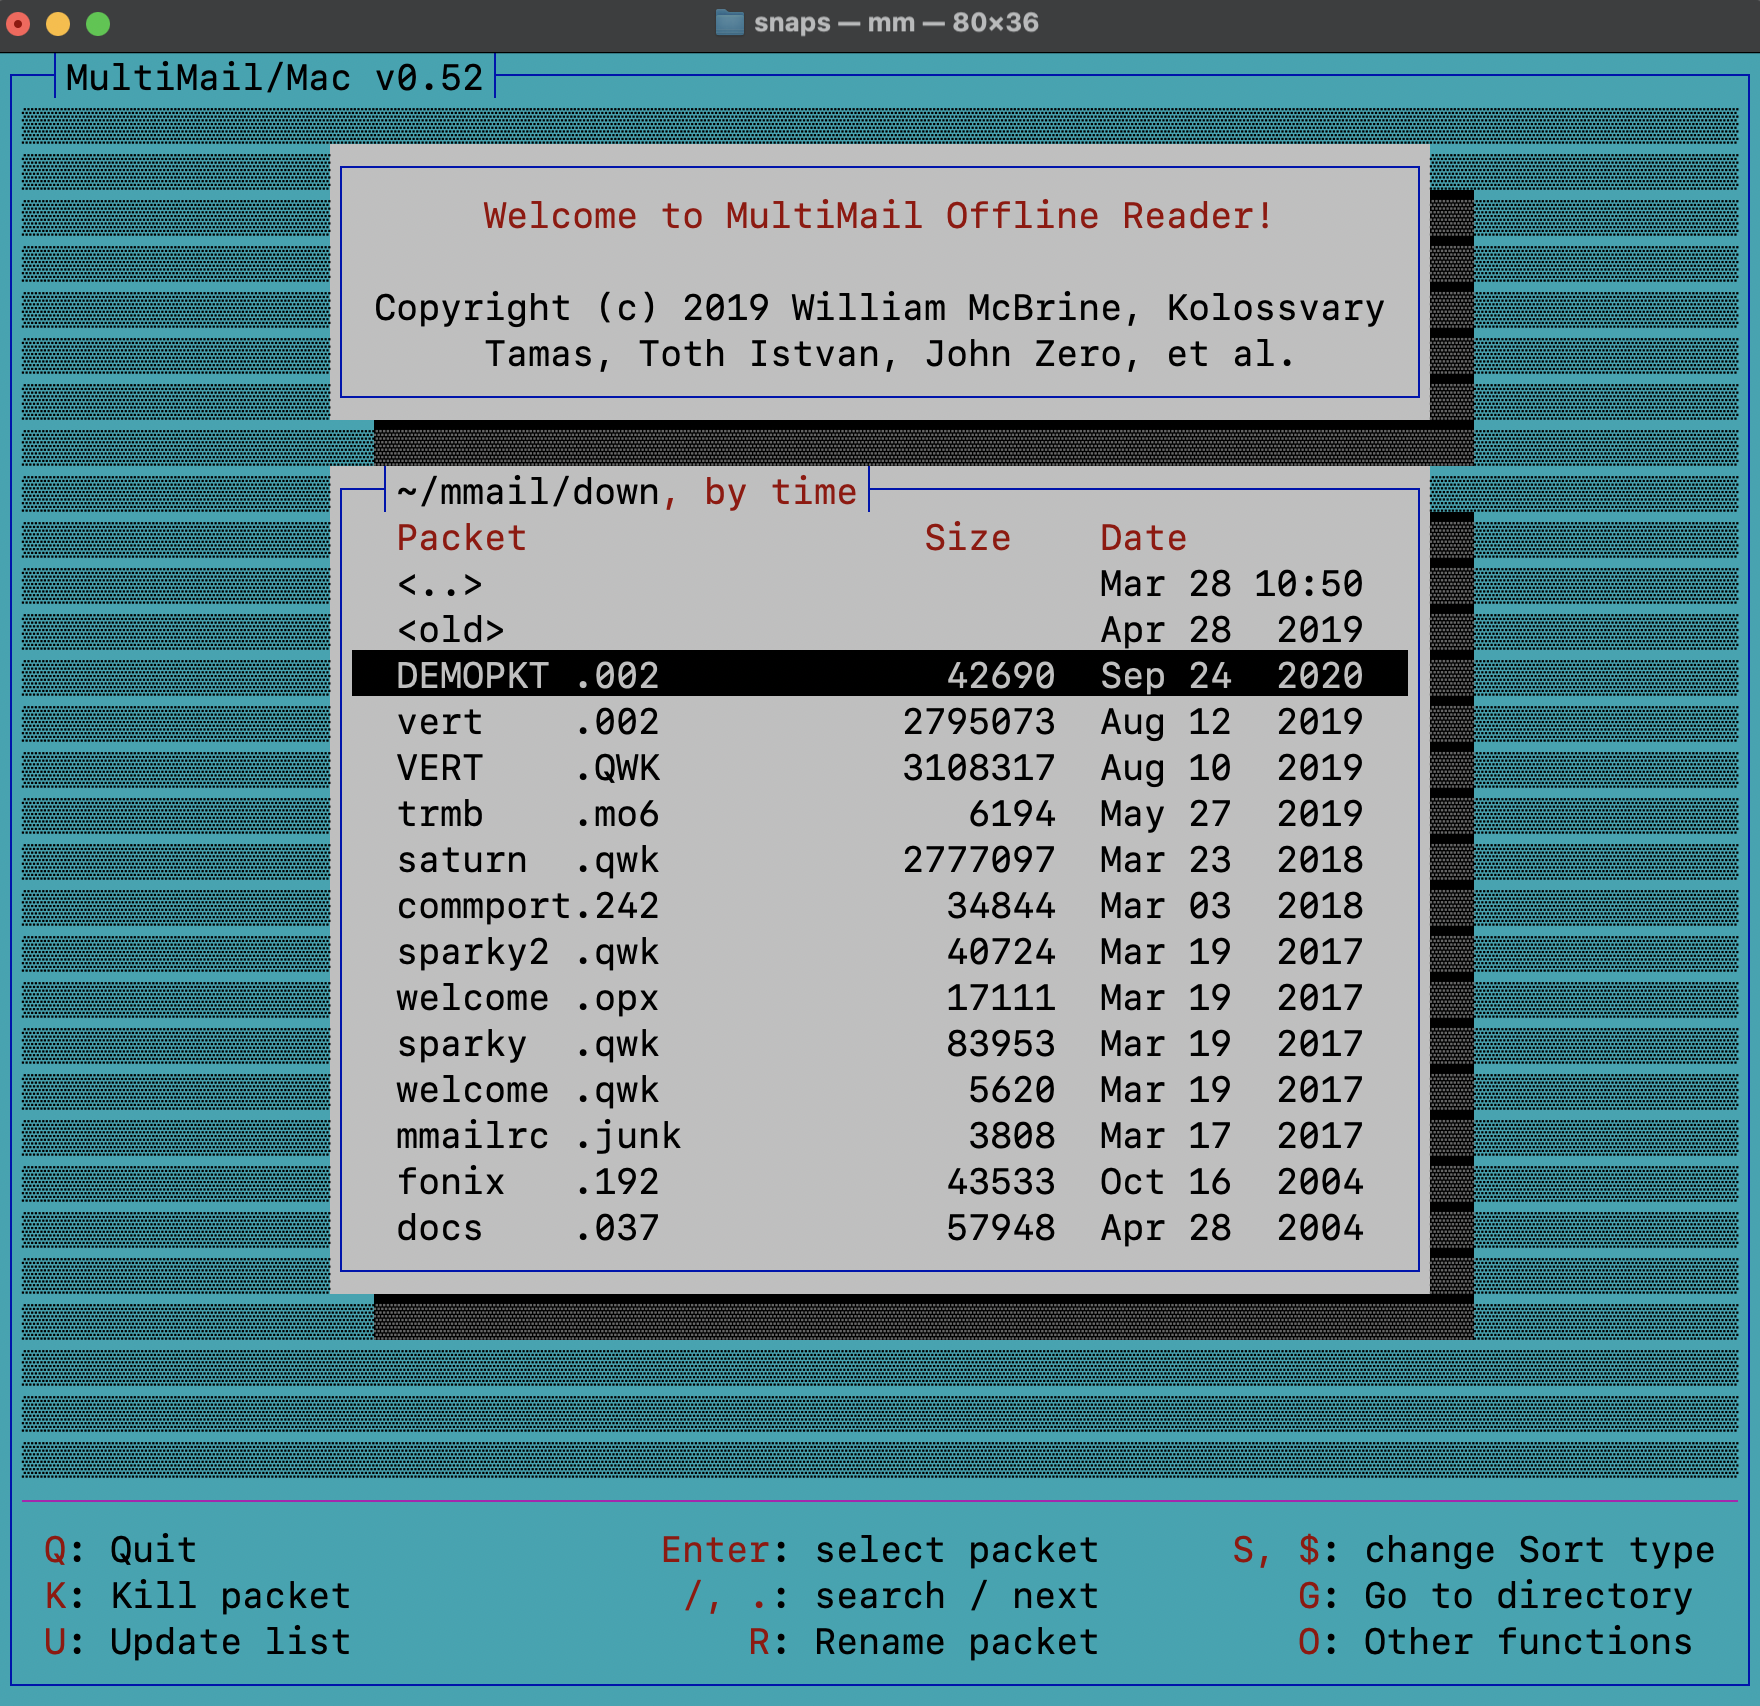 snaps — mm — 80×36
MultiMail/Mac v0.52
Welcome to MultiMail Offline Reader!
Copyright (c) 2019 William McBrine, Kolossvary
Tamas, Toth Istvan, John Zero, et al.
~/mmail/down, by time
Packet Size Date
<..> Mar 28 10:50
<old> Apr 28 2019
DEMOPKT .002 42690 Sep 24 2020
vert .002 2795073 Aug 12 2019
VERT .QWK 3108317 Aug 10 2019
trmb .mo6 6194 May 27 2019
saturn .qwk 2777097 Mar 23 2018
commport.242 34844 Mar 03 2018
sparky2 .qwk 40724 Mar 19 2017
welcome .opx 17111 Mar 19 2017
sparky .qwk 83953 Mar 19 2017
welcome .qwk 5620 Mar 19 2017
mmailrc .junk 3808 Mar 17 2017
fonix .192 43533 Oct 16 2004
docs .037 57948 Apr 28 2004
Q: Quit Enter: select packet S, $: change Sort type
K: Kill packet /, .: search / next G: Go to directory
U: Update list R: Rename packet O: Other functions